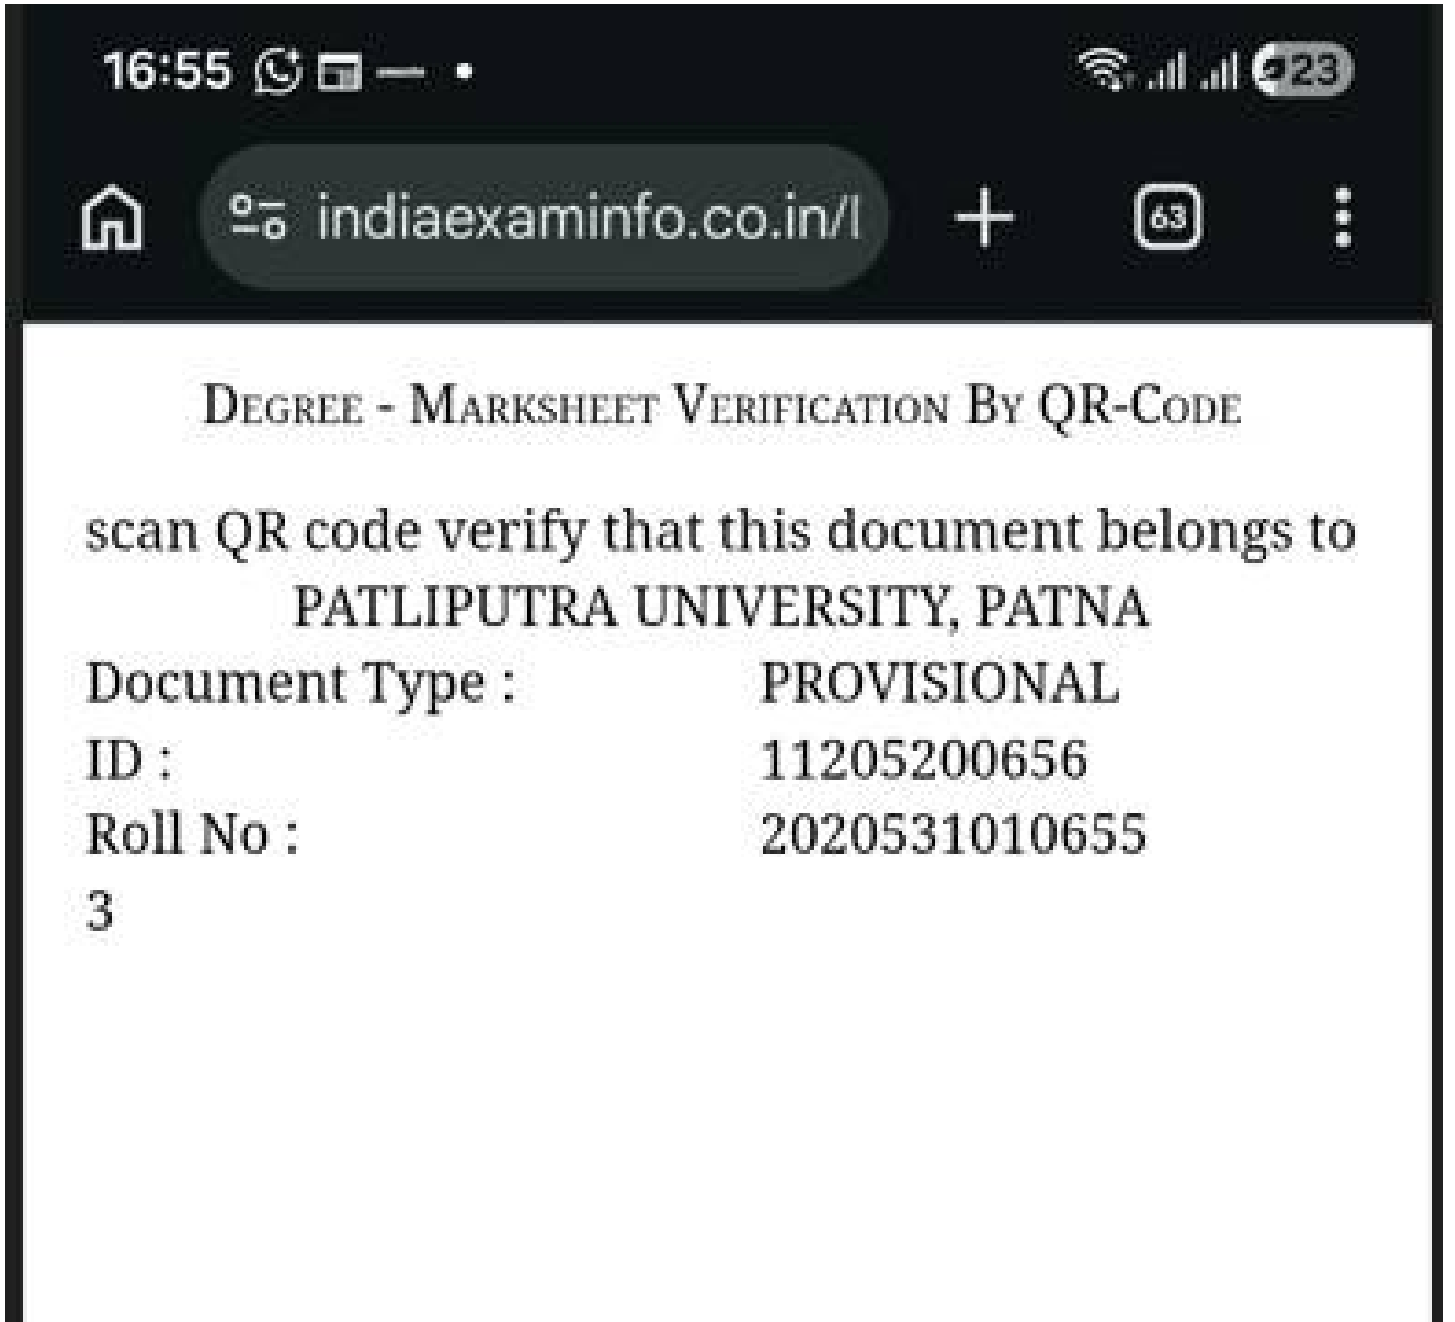 16:55 23
indiaexaminfo.co.in/l 63
DEGREE - MARKSHEET VERIFICATION BY QR-CODE
scan QR code verify that this document belongs to
PATLIPUTRA UNIVERSITY, PATNA
Document Type : PROVISIONAL
ID : 11205200656
Roll No : 2020531010655
3